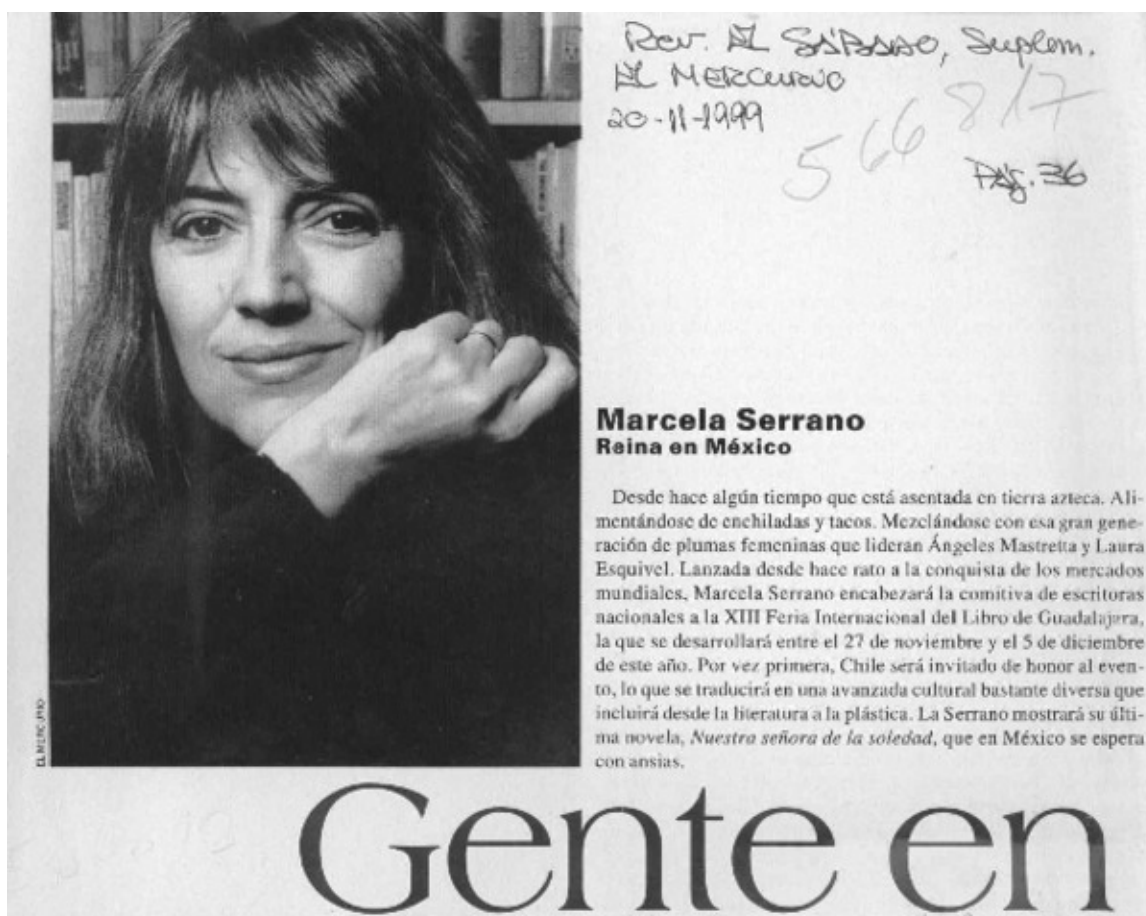 Rev. EL SÁBADO, Suplem.
EL MERCURIO
20-11-1999
566817
PÁg. 36
Marcela Serrano
Reina en México
Desde hace algún tiempo que está asentada en tierra azteca. Ali-
mentándose de enchiladas y tacos. Mezclándose con esa gran gene-
ración de plumas femeninas que lideran Ángeles Mastretta y Laura
Esquivel. Lanzada desde hace rato a la conquista de los mercados
mundiales, Marcela Serrano encabezará la comitiva de escritoras
nacionales a la XIII Feria Internacional del Libro de Guadalajara,
la que se desarrollará entre el 27 de noviembre y el 5 de diciembre
de este año. Por vez primera, Chile será invitado de honor al even-
to, lo que se traducirá en una avanzada cultural bastante diversa que
incluirá desde la literatura a la plástica. La Serrano mostrará su últi-
ma novela, Nuestra señora de la soledad, que en México se espera
con ansias.
EL MERCURIO
Gente en